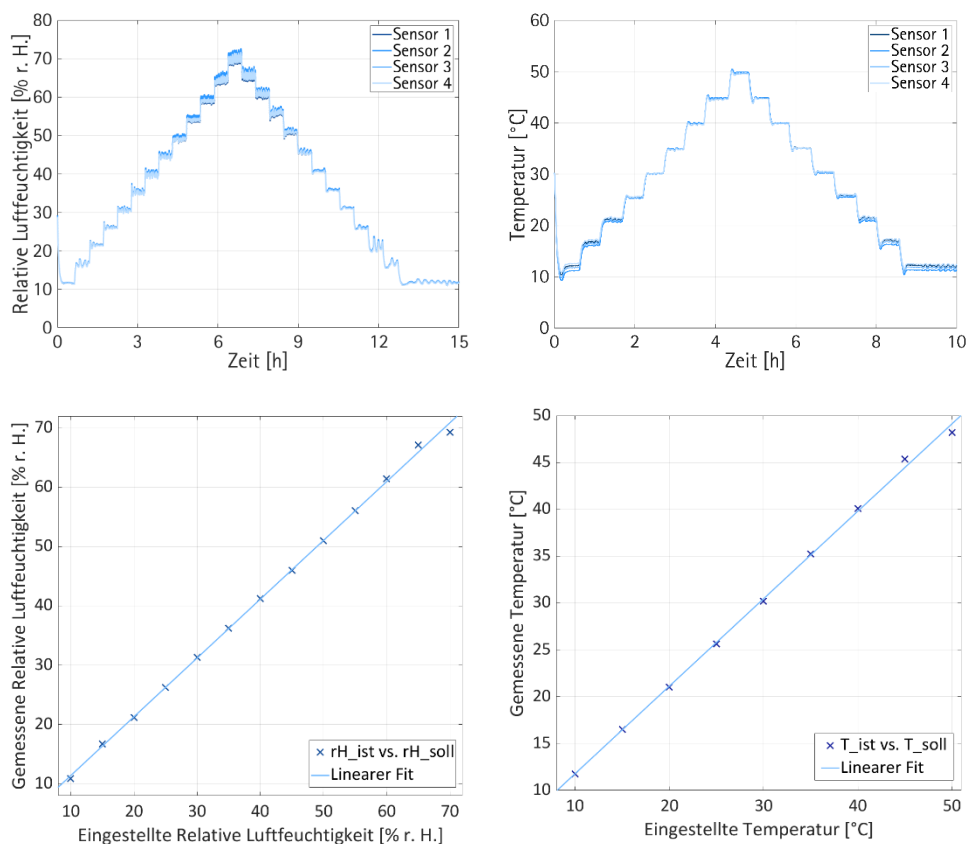 Relative Luftfeuchtigkeit [% r. H.]
80
70
60
50
40
30
20
10
0
0
3
6
9
12
15
Zeit [h]
Sensor 1
Sensor 2
Sensor 3
Sensor 4
Temperatur [°C]
60
50
40
30
20
10
0
0
2
4
6
8
10
Zeit [h]
Sensor 1
Sensor 2
Sensor 3
Sensor 4
Gemessene Relative Luftfeuchtigkeit [% r. H.]
70
60
50
40
30
20
10
10
20
30
40
50
60
70
Eingestellte Relative Luftfeuchtigkeit [% r. H.]
rH_ist vs. rH_soll
Linearer Fit
Gemessene Temperatur [°C]
50
45
40
35
30
25
20
15
10
10
20
30
40
50
Eingestellte Temperatur [°C]
T_ist vs. T_soll
Linearer Fit